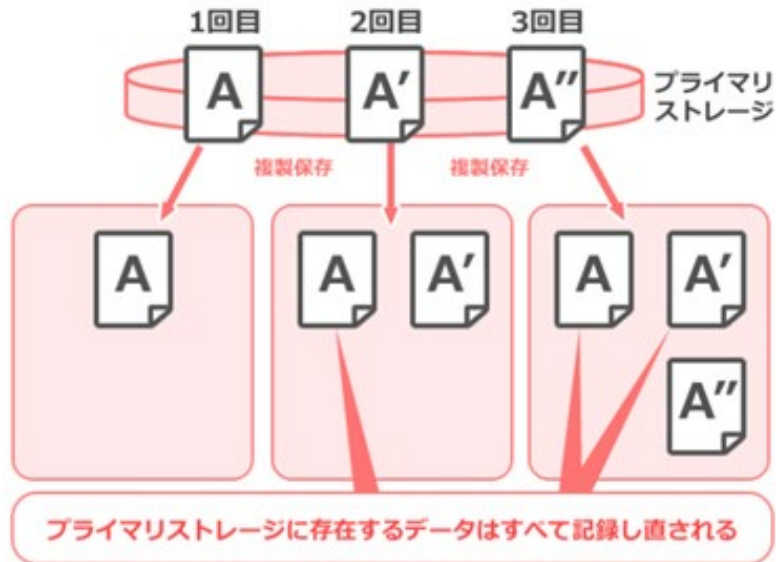 1回目
2回目
3回目
A
A′
A″
プライマリ
ストレージ
複製保存
複製保存
A
A
A′
A
A′
A″
プライマリストレージに存在するデータはすべて記録し直される